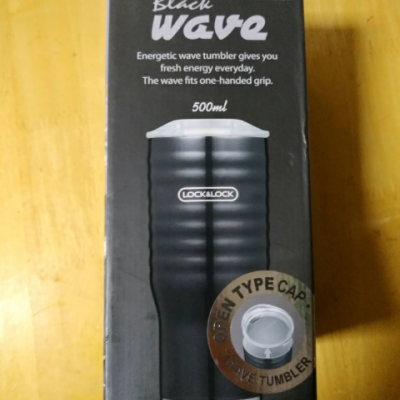 Black
wave
Energetic wave tumbler gives you
fresh energy everyday.
The wave fits one-handed grip.
500ml
LOCK&LOCK
OPEN TYPE CAP
WAVE TUMBLER